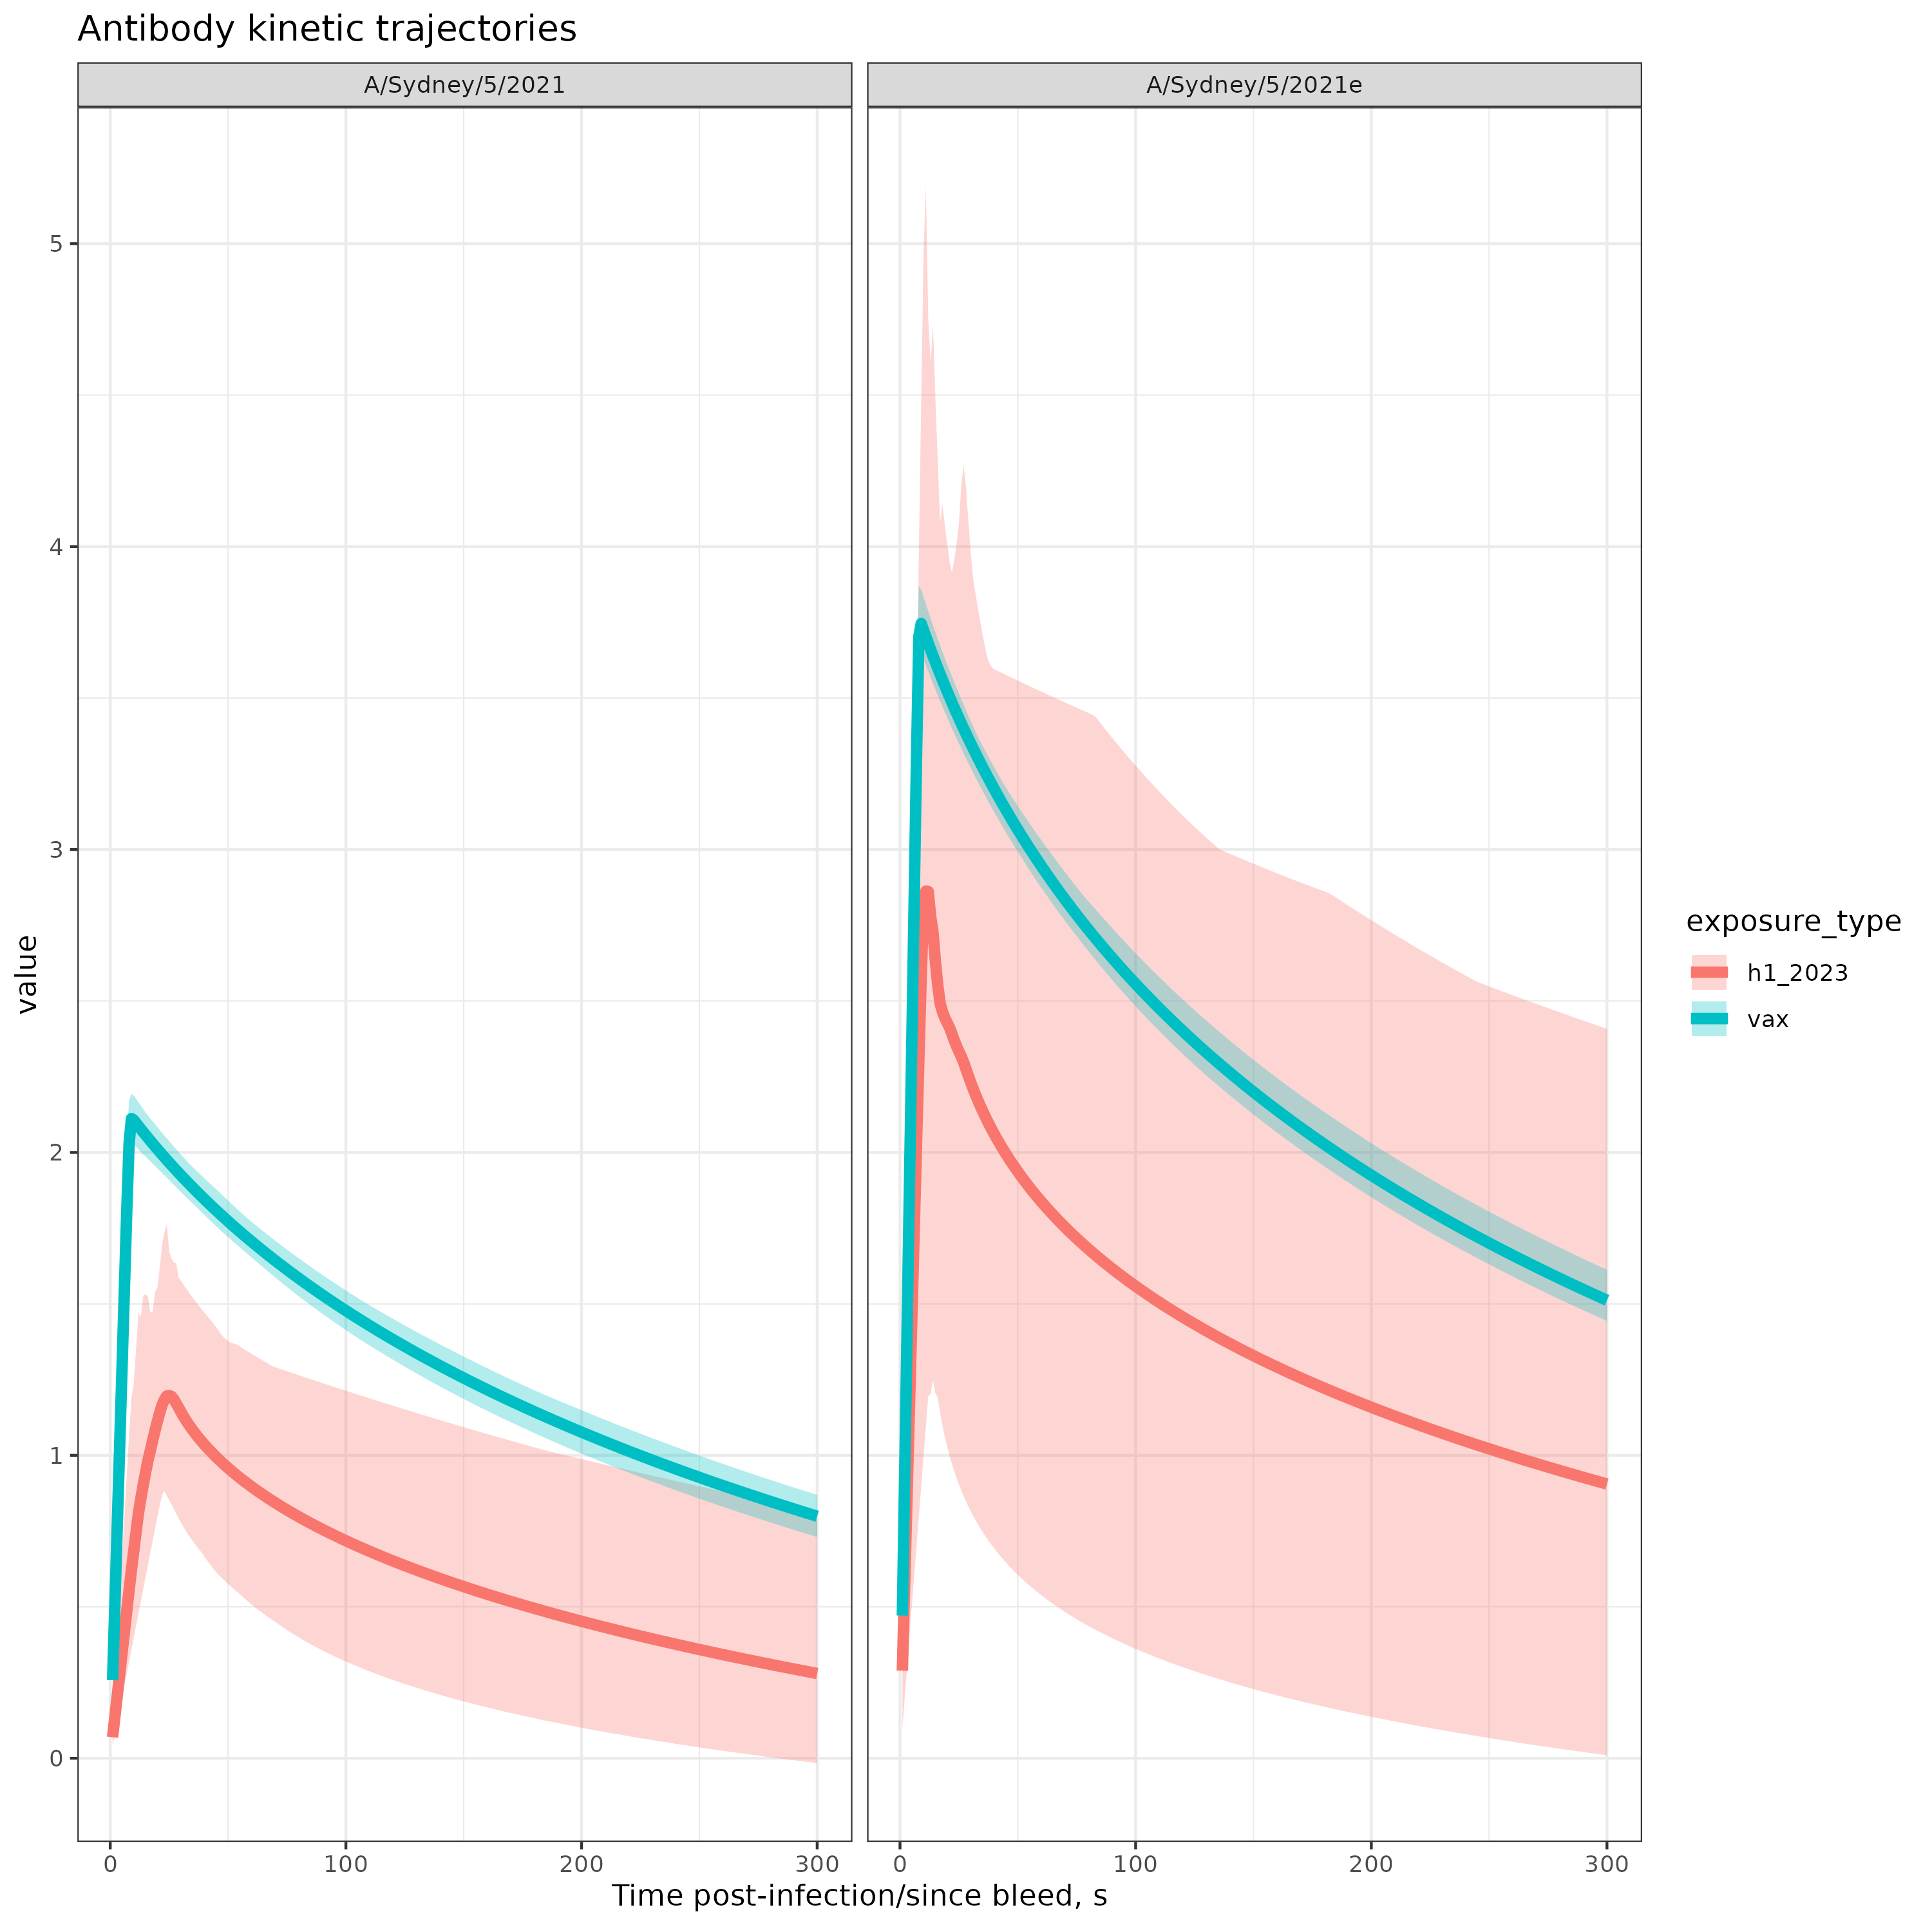 Antibody kinetic trajectories
A/Sydney/5/2021
A/Sydney/5/2021e
value
5
4
3
2
1
0
0 100 200 300
0 100 200 300
Time post-infection/since bleed, s
exposure_type
h1_2023
vax